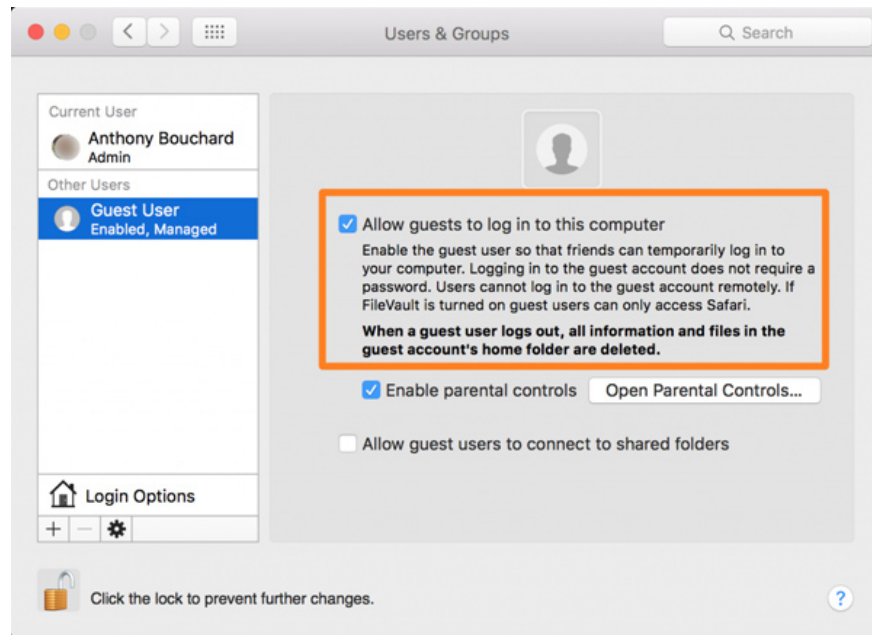 Users & Groups
Search
Current User
Anthony Bouchard
Admin
Other Users
Guest User
Enabled, Managed
Login Options
Allow guests to log in to this computer
Enable the guest user so that friends can temporarily log in to
your computer. Logging in to the guest account does not require a
password. Users cannot log in to the guest account remotely. If
FileVault is turned on guest users can only access Safari.
When a guest user logs out, all information and files in the
guest account's home folder are deleted.
Enable parental controls
Open Parental Controls...
Allow guest users to connect to shared folders
Click the lock to prevent further changes.
?